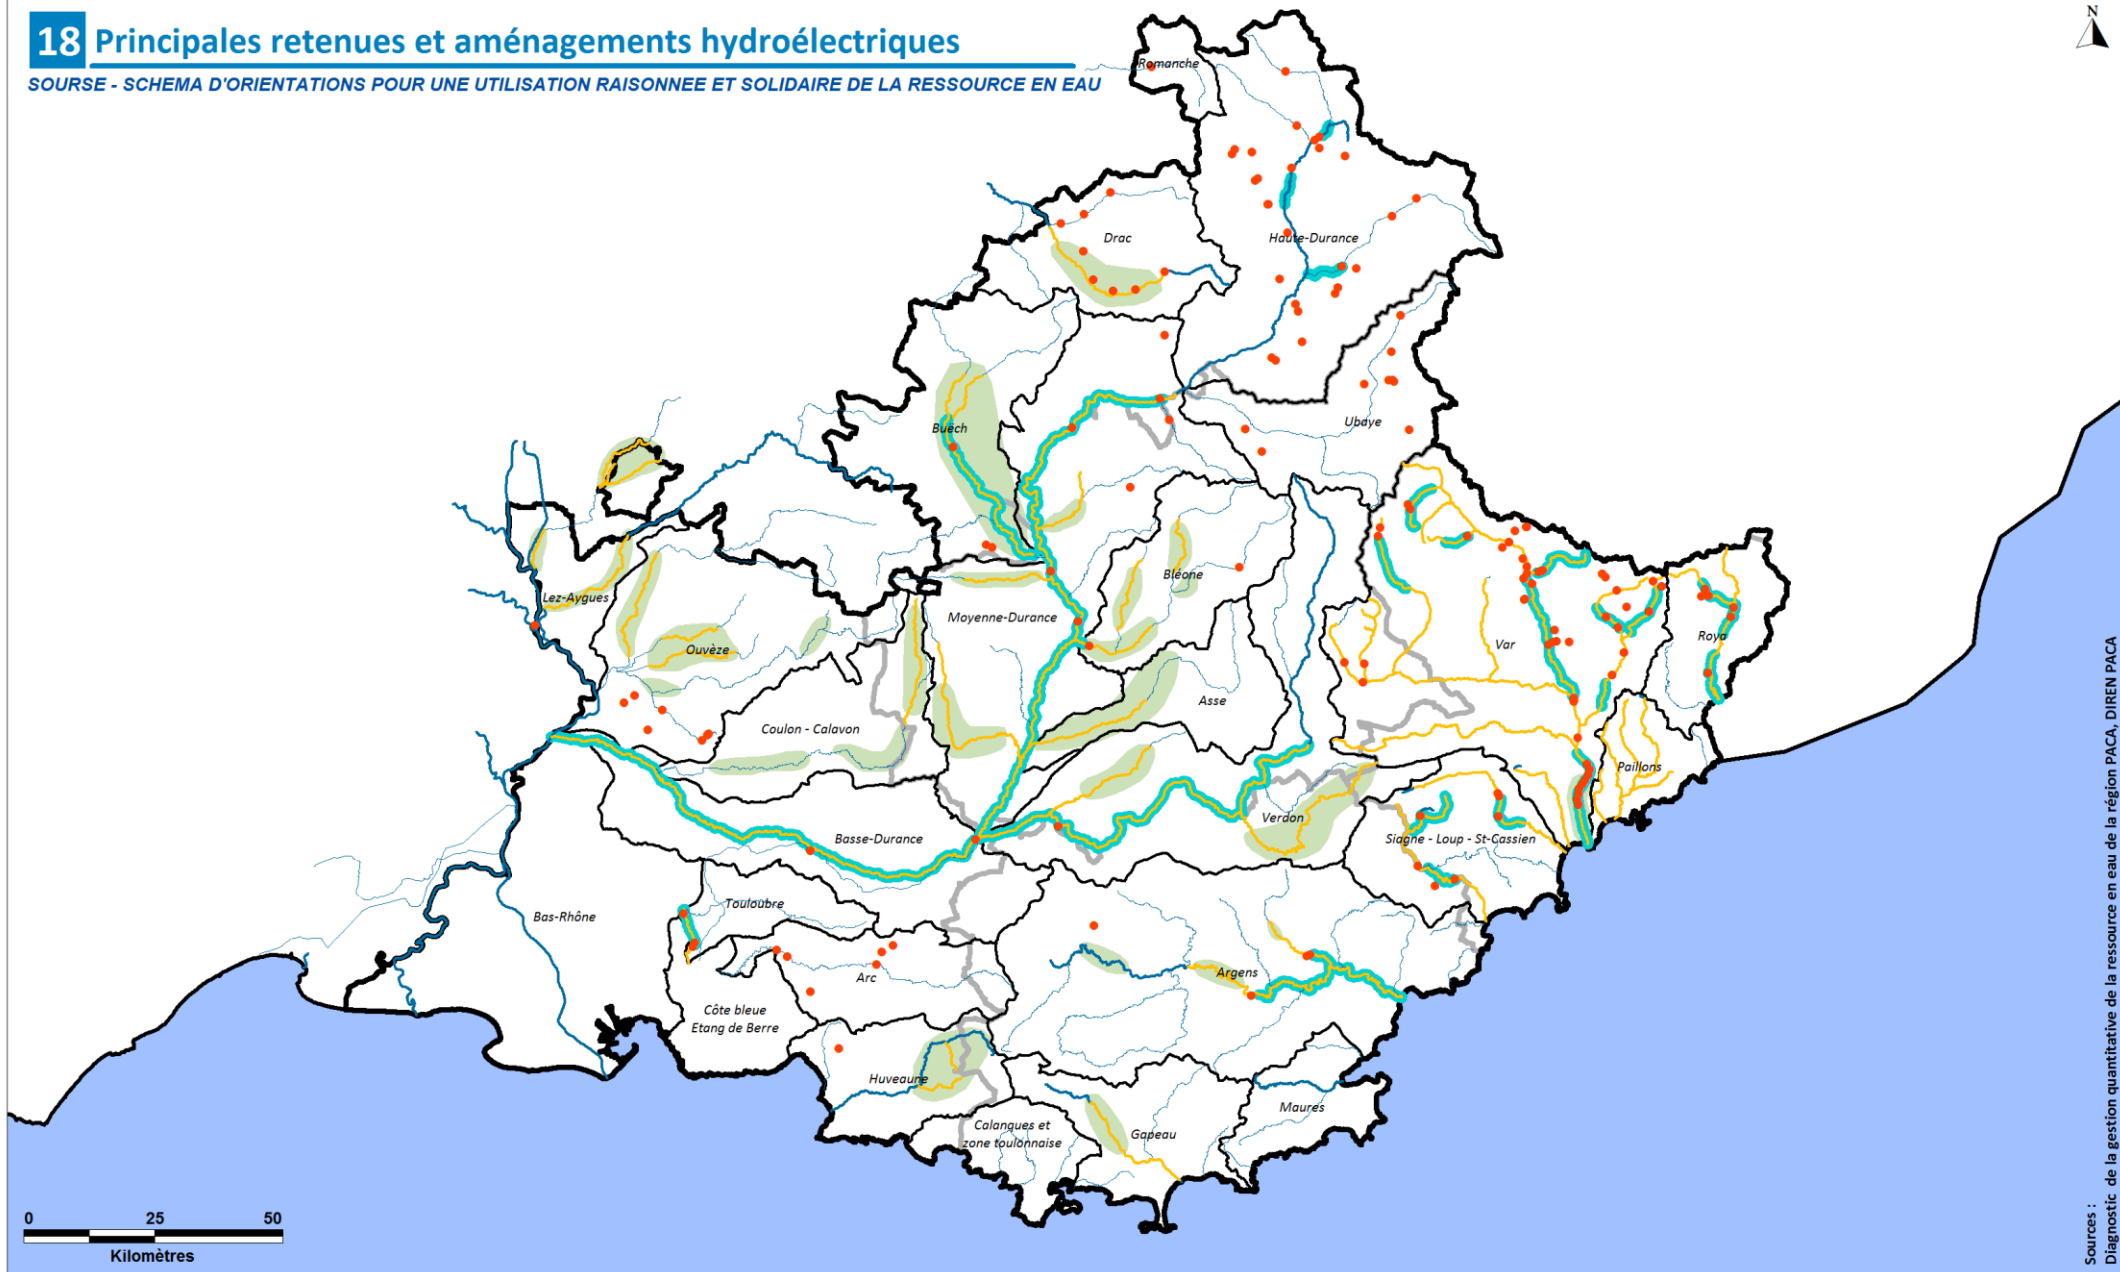 18 Principales retenues et aménagements hydroélectriques
SOURSE - SCHEMA D'ORIENTATIONS POUR UNE UTILISATION RAISONNEE ET SOLIDAIRE DE LA RESSOURCE EN EAU
N
Romanche
Drac
Haute-Durance
Buëch
Ubaye
Bléone
Lez-Aygues
Moyenne-Durance
Ouvèze
Var
Roya
Asse
Coulon - Calavon
Paillons
Verdon
Basse-Durance
Siagne - Loup - St-Cassien
Touloubre
Bas-Rhône
Arc
Argens
Côte bleue
Etang de Berre
Huveaune
Maures
Calanques et
zone toulonnaise
Gapeau
0 25 50
Kilomètres
Sources :
Diagnostic de la gestion quantitative de la ressource en eau de la région PACA, DIREN PACA